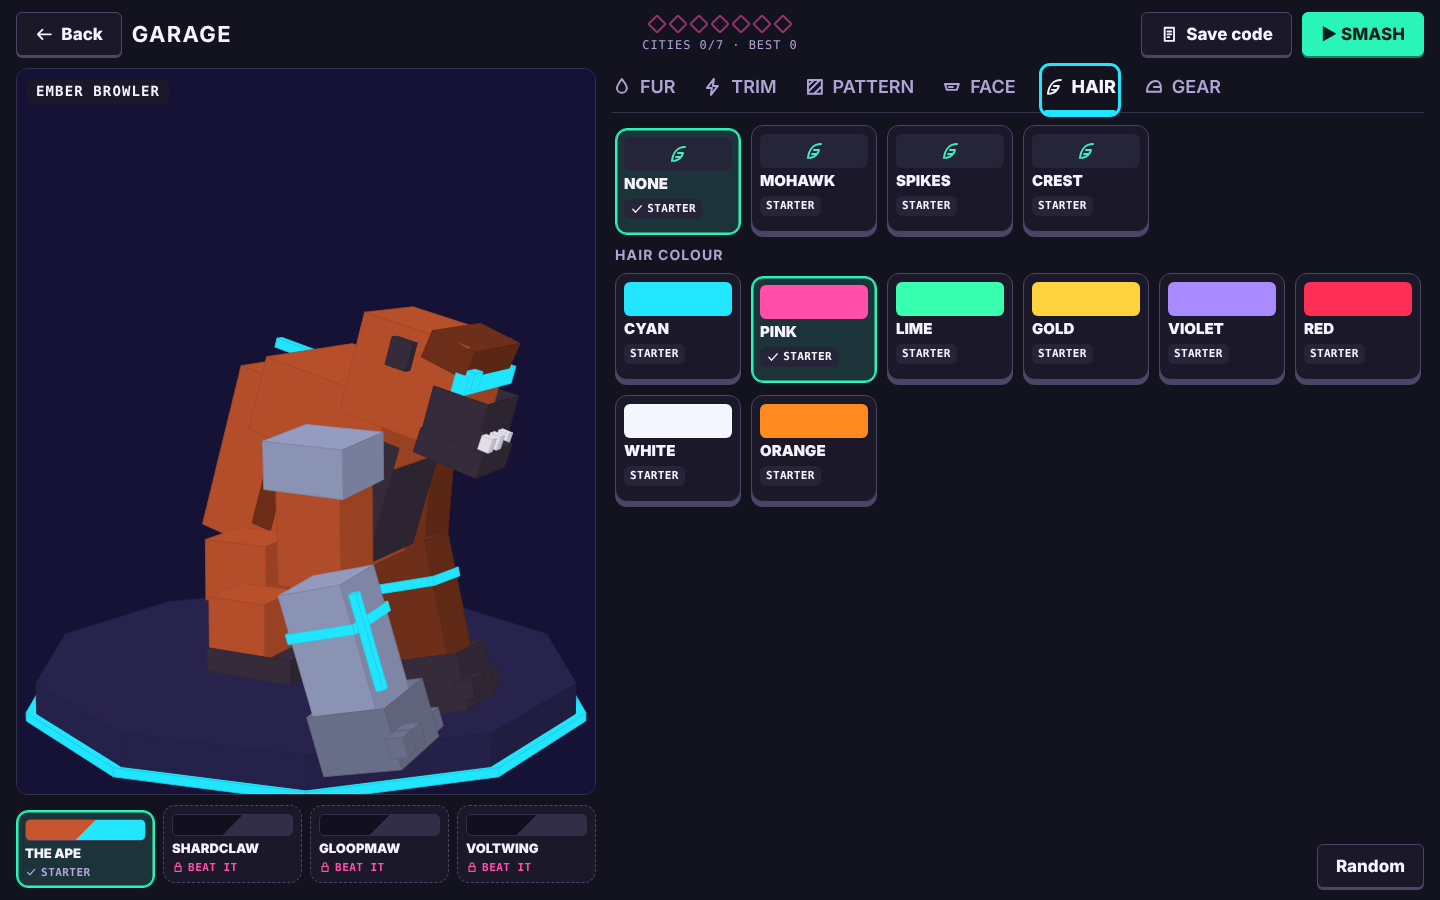 Back
GARAGE
CITIES 0/7 · BEST 0
Save code
SMASH
EMBER BROWLER
FUR
TRIM
PATTERN
FACE
HAIR
GEAR
NONE
STARTER
MOHAWK
STARTER
SPIKES
STARTER
CREST
STARTER
HAIR COLOUR
CYAN
STARTER
PINK
STARTER
LIME
STARTER
GOLD
STARTER
VIOLET
STARTER
RED
STARTER
WHITE
STARTER
ORANGE
STARTER
THE APE
STARTER
SHARDCLAW
BEAT IT
GLOOPMAW
BEAT IT
VOLTWING
BEAT IT
Random